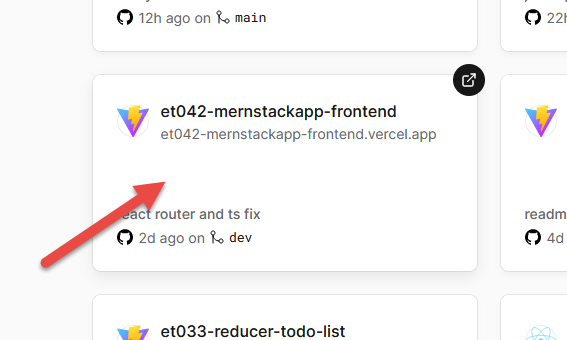 12h ago on main
22h
et042-mernstackapp-frontend
et042-mernstackapp-frontend.vercel.app
react router and ts fix
readm
2d ago on dev
4d
et033-reducer-todo-list